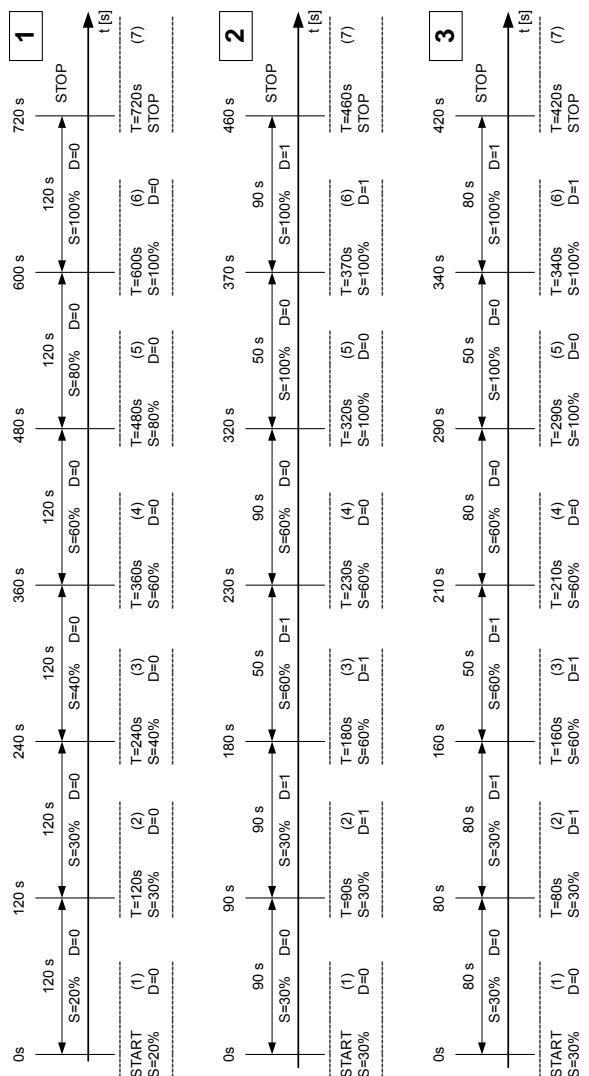 1
0s 120 s 240 s 360 s 480 s 600 s 720 s
120 s 120 s 120 s 120 s 120 s 120 s
S=20% D=0 S=30% D=0 S=40% D=0 S=60% D=0 S=80% D=0 S=100% D=0 STOP
t [s]
START (1) T=120s (2) T=240s (3) T=360s (4) T=480s (5) T=600s (6) T=720s (7)
S=20% D=0 S=30% D=0 S=40% D=0 S=60% D=0 S=80% D=0 S=100% D=0 STOP
2
0s 90 s 180 s 230 s 320 s 370 s 460 s
90 s 90 s 50 s 90 s 50 s 90 s
S=30% D=0 S=30% D=1 S=60% D=1 S=60% D=0 S=100% D=0 S=100% D=1 STOP
t [s]
START (1) T=90s (2) T=180s (3) T=230s (4) T=320s (5) T=370s (6) T=460s (7)
S=30% D=0 S=30% D=1 S=60% D=1 S=60% D=0 S=100% D=0 S=100% D=1 STOP
3
0s 80 s 160 s 210 s 290 s 340 s 420 s
80 s 80 s 50 s 80 s 50 s 80 s
S=30% D=0 S=30% D=1 S=60% D=1 S=60% D=0 S=100% D=0 S=100% D=1 STOP
t [s]
START (1) T=80s (2) T=160s (3) T=210s (4) T=290s (5) T=340s (6) T=420s (7)
S=30% D=0 S=30% D=1 S=60% D=1 S=60% D=0 S=100% D=0 S=100% D=1 STOP